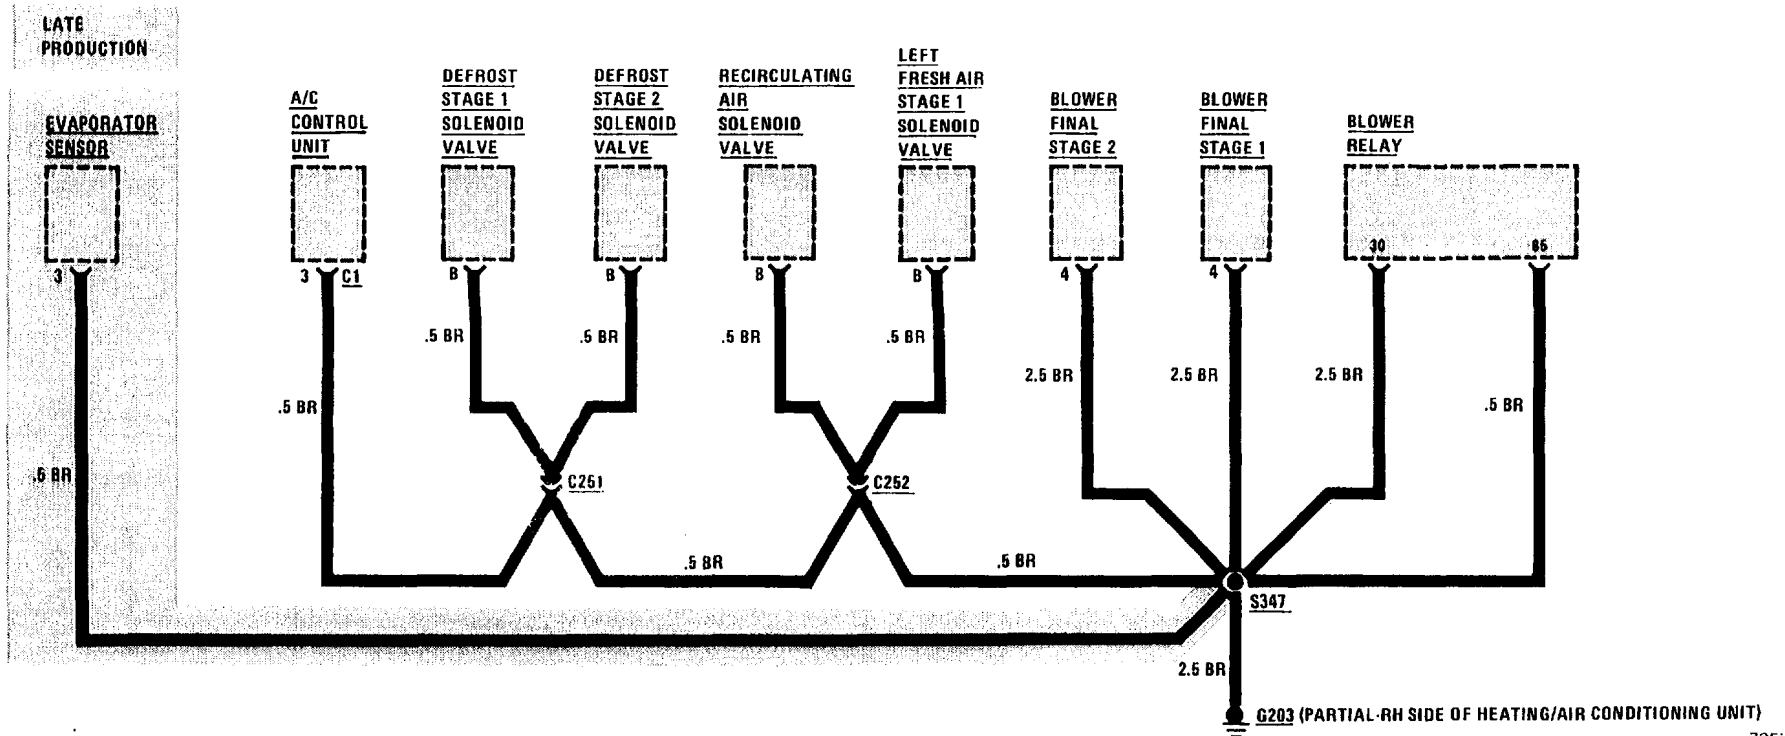 LATE
PRODUCTION
EVAPORATOR
SENSOR
A/C
CONTROL
UNIT
DEFROST
STAGE 1
SOLENOID
VALVE
DEFROST
STAGE 2
SOLENOID
VALVE
RECIRCULATING
AIR
SOLENOID
VALVE
LEFT
FRESH AIR
STAGE 1
SOLENOID
VALVE
BLOWER
FINAL
STAGE 2
BLOWER
FINAL
STAGE 1
BLOWER
RELAY
30
85
3
3
C1
B
B
B
B
4
4
.5 BR
.5 BR
.5 BR
.5 BR
2.5 BR
2.5 BR
2.5 BR
.5 BR
.5 BR
.5 BR
C251
C252
.5 BR
.5 BR
S347
2.5 BR
G203 (PARTIAL-RH SIDE OF HEATING/AIR CONDITIONING UNIT)